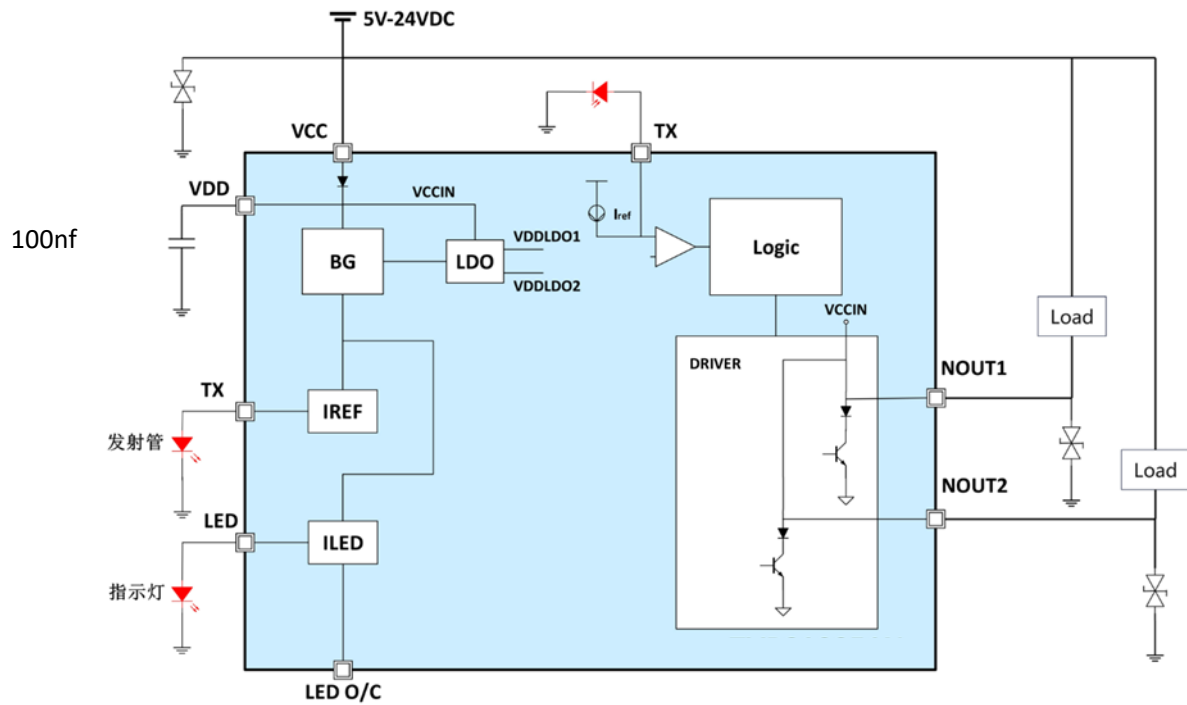 5V-24VDC
VCC
TX
VDD
VCCIN
Iref
100nf
VDDLDO1
BG
LDO
Logic
VDDLDO2
VCCIN
Load
DRIVER
NOUT1
TX
IREF
发射管
Load
NOUT2
LED
ILED
指示灯
LED O/C